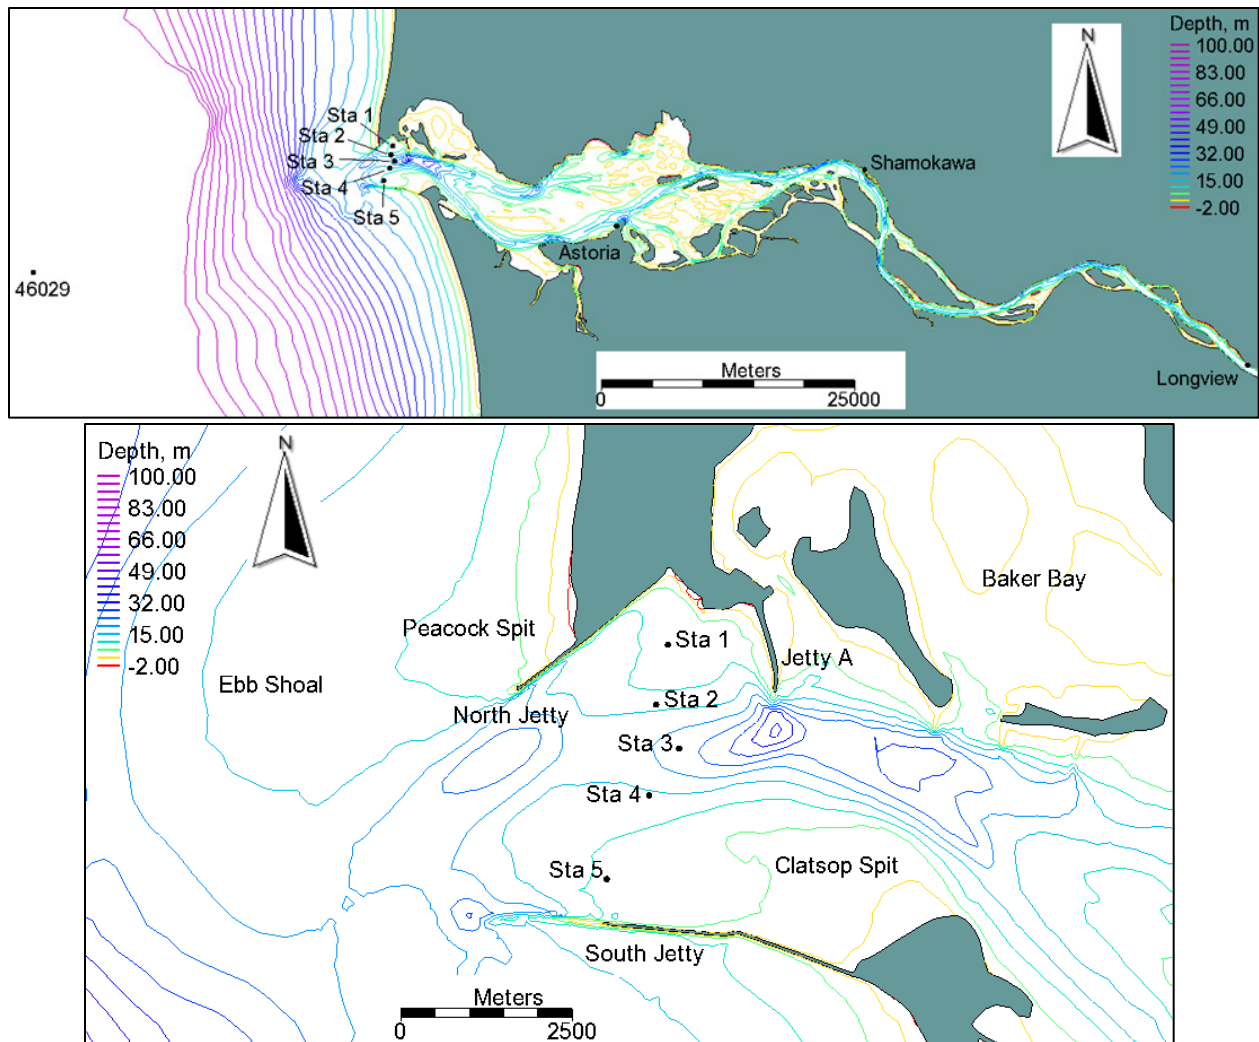 N
Depth, m
100.00
83.00
66.00
49.00
32.00
15.00
-2.00
Sta 1
Sta 2
Sta 3
Sta 4
Sta 5
Shamokawa
Astoria
46029
Longview
Meters
0 25000
Depth, m
100.00
83.00
66.00
49.00
32.00
15.00
-2.00
N
Baker Bay
Peacock Spit
Sta 1
Jetty A
Ebb Shoal
Sta 2
North Jetty
Sta 3
Sta 4
Sta 5
Clatsop Spit
South Jetty
Meters
0 2500